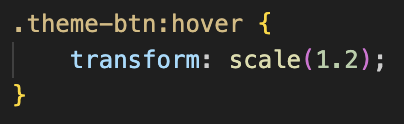 .theme-btn:hover {
    transform: scale(1.2);
}